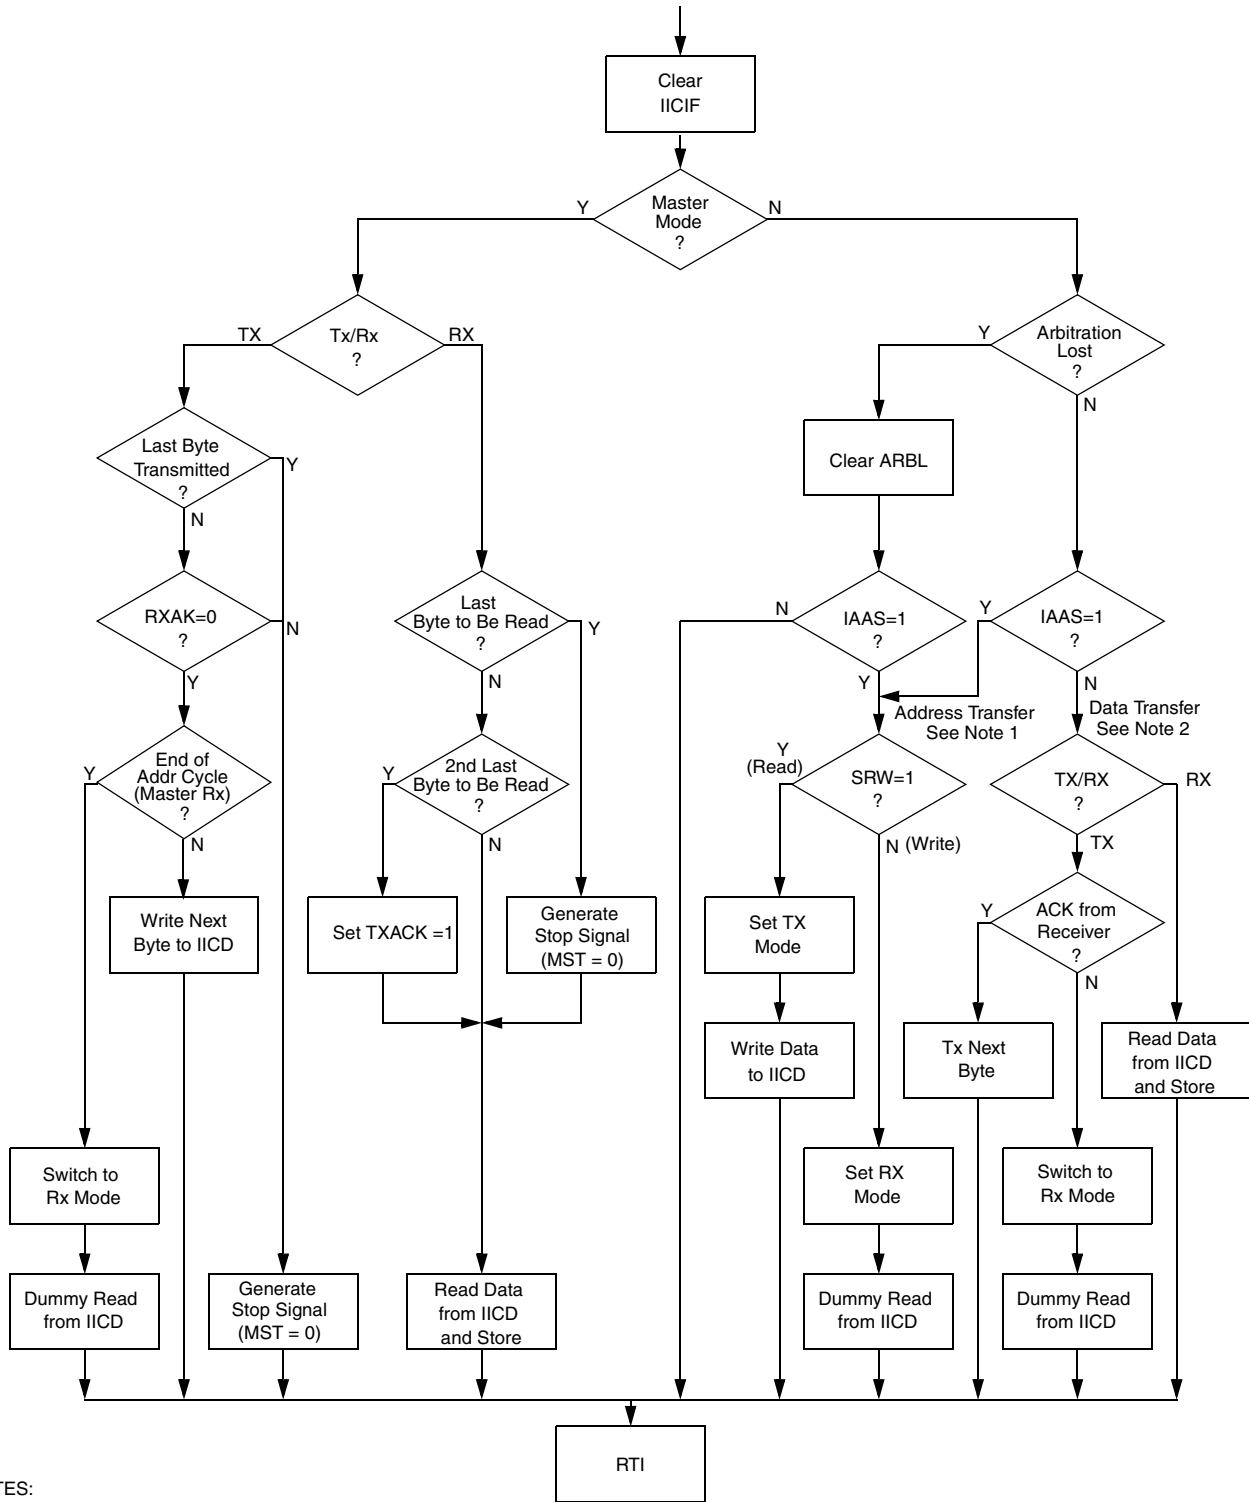 Clear
IICIF
Master
Mode
?
Y
N
Tx/Rx
?
TX
RX
Arbitration
Lost
?
Y
N
Last Byte
Transmitted
?
Y
N
Clear ARBL
RXAK=0
?
N
Y
Last
Byte to Be Read
?
Y
N
IAAS=1
?
N
Y
IAAS=1
?
Y
N
Address Transfer
See Note 1
Data Transfer
See Note 2
End of
Addr Cycle
(Master Rx)
?
Y
N
2nd Last
Byte to Be Read
?
Y
N
Y
(Read)
SRW=1
?
N (Write)
TX/RX
?
RX
TX
Write Next
Byte to IICD
Set TXACK =1
Generate
Stop Signal
(MST = 0)
Set TX
Mode
Y
ACK from
Receiver
?
N
Write Data
to IICD
Tx Next
Byte
Read Data
from IICD
and Store
Switch to
Rx Mode
Set RX
Mode
Switch to
Rx Mode
Dummy Read
from IICD
Generate
Stop Signal
(MST = 0)
Read Data
from IICD
and Store
Dummy Read
from IICD
Dummy Read
from IICD
RTI
TES: